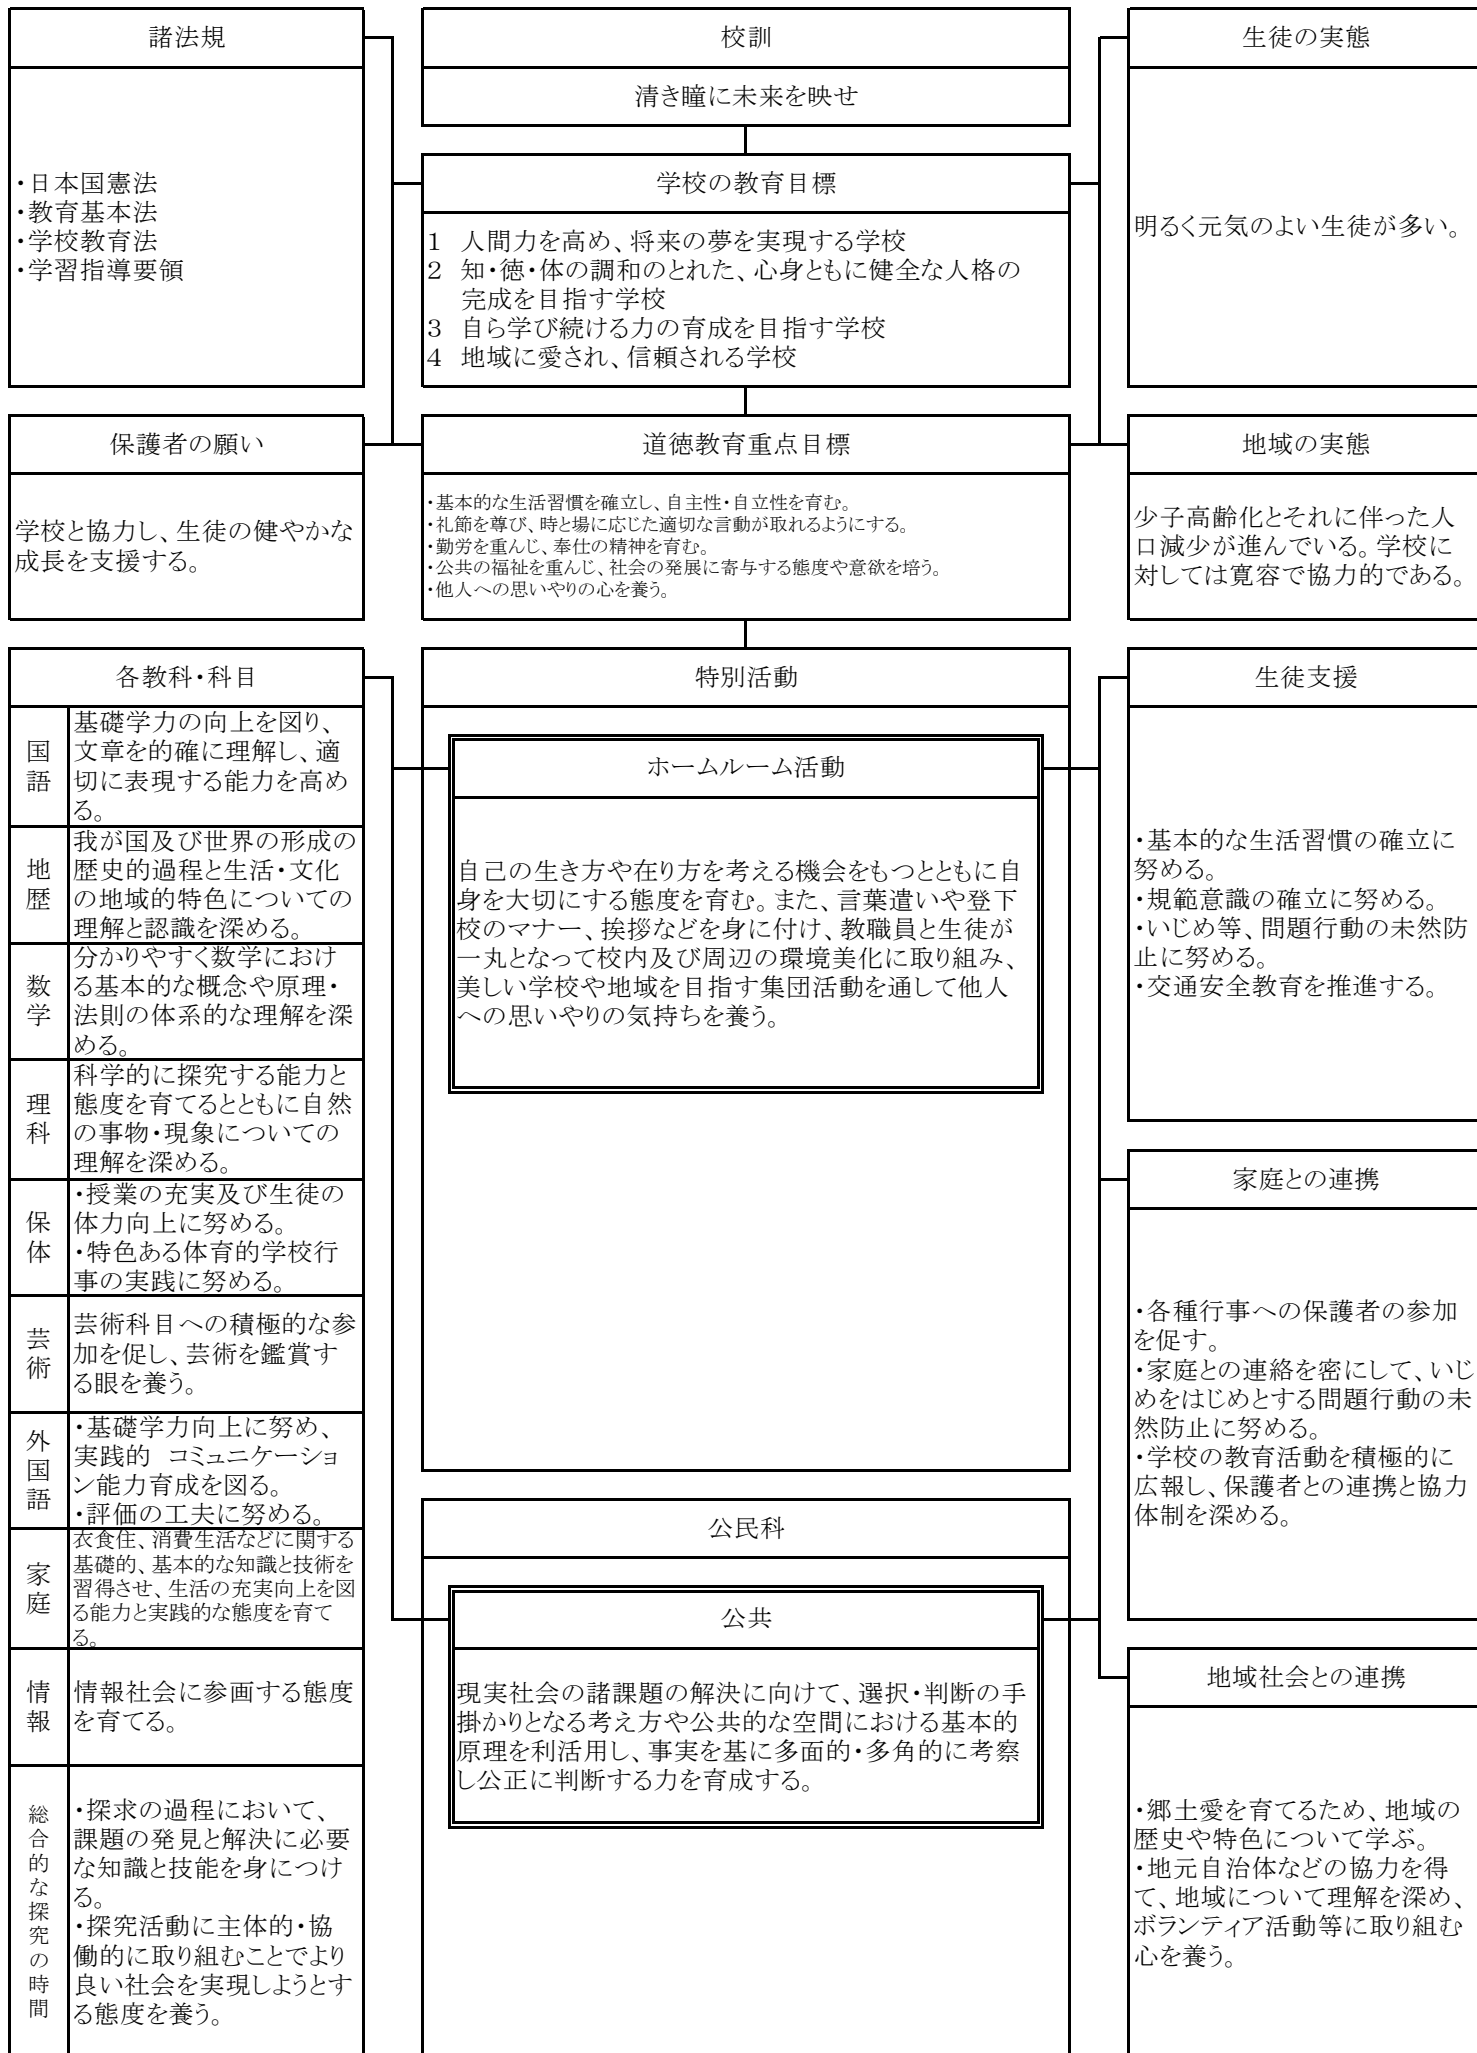 諸法規
・日本国憲法
・教育基本法
・学校教育法
・学習指導要領
校訓
清き瞳に未来を映せ
生徒の実態
明るく元気のよい生徒が多い。
学校の教育目標
１　人間力を高め、将来の夢を実現する学校
２　知・徳・体の調和のとれた、心身ともに健全な人格の
完成を目指す学校
３　自ら学び続ける力の育成を目指す学校
４　地域に愛され、信頼される学校
保護者の願い
学校と協力し、生徒の健やかな
成長を支援する。
道徳教育重点目標
・基本的な生活習慣を確立し、自主性・自立性を育む。
・礼節を尊び、時と場に応じた適切な言動が取れるようにする。
・勤労を重んじ、奉仕の精神を育む。
・公共の福祉を重んじ、社会の発展に寄与する態度や意欲を培う。
・他人への思いやりの心を養う。
地域の実態
少子高齢化とそれに伴った人
口減少が進んでいる。学校に
対しては寛容で協力的である。
各教科・科目
国語
基礎学力の向上を図り、
文章を的確に理解し、適
切に表現する能力を高め
る。
地歴
我が国及び世界の形成の
歴史的過程と生活・文化
の地域的特色についての
理解と認識を深める。
数学
分かりやすく数学におけ
る基本的な概念や原理・
法則の体系的な理解を深
める。
理科
科学的に探究する能力と
態度を育てるとともに自然
の事物・現象についての
理解を深める。
保体
・授業の充実及び生徒の
体力向上に努める。
・特色ある体育的学校行
事の実践に努める。
芸術
芸術科目への積極的な参
加を促し、芸術を鑑賞す
る眼を養う。
外国語
・基礎学力向上に努め、
実践的　コミュニケーショ
ン能力育成を図る。
・評価の工夫に努める。
家庭
衣食住、消費生活などに関する
基礎的、基本的な知識と技術を
習得させ、生活の充実向上を図
る能力と実践的な態度を育て
る。
情報
情報社会に参画する態度
を育てる。
総合的な探究の時間
・探求の過程において、
課題の発見と解決に必要
な知識と技能を身につけ
る。
・探究活動に主体的・協
働的に取り組むことでより
良い社会を実現しようとす
る態度を養う。
特別活動
ホームルーム活動
自己の生き方や在り方を考える機会をもつとともに自
身を大切にする態度を育む。また、言葉遣いや登下
校のマナー、挨拶などを身に付け、教職員と生徒が
一丸となって校内及び周辺の環境美化に取り組み、
美しい学校や地域を目指す集団活動を通して他人
への思いやりの気持ちを養う。
公民科
公共
現実社会の諸課題の解決に向けて、選択・判断の手
掛かりとなる考え方や公共的な空間における基本的
原理を利活用し、事実を基に多面的・多角的に考察
し公正に判断する力を育成する。
生徒支援
・基本的な生活習慣の確立に
努める。
・規範意識の確立に努める。
・いじめ等、問題行動の未然防
止に努める。
・交通安全教育を推進する。
家庭との連携
・各種行事への保護者の参加
を促す。
・家庭との連絡を密にして、いじ
めをはじめとする問題行動の未
然防止に努める。
・学校の教育活動を積極的に
広報し、保護者との連携と協力
体制を深める。
地域社会との連携
・郷土愛を育てるため、地域の
歴史や特色について学ぶ。
・地元自治体などの協力を得
て、地域について理解を深め、
ボランティア活動等に取り組む
心を養う。